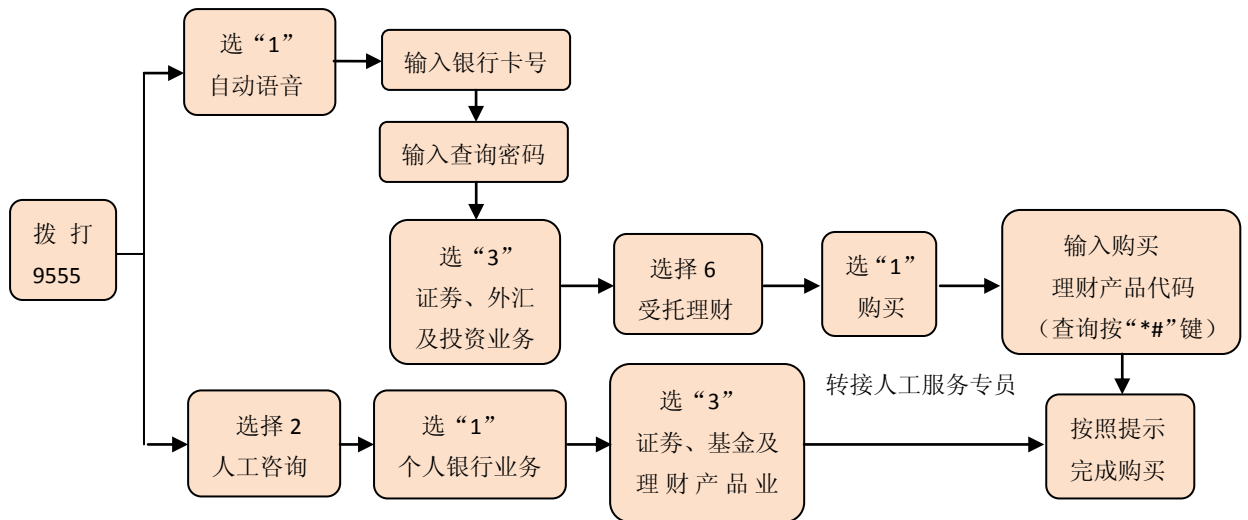 拨 打
9555
选“1”
自动语音
输入银行卡号
输入查询密码
选“3”
证券、外汇
及投资业务
选择 6
受托理财
选“1”
购买
输入购买
理财产品代码
（查询按“*#”键）
选择 2
人工咨询
选“1”
个人银行业务
选“3”
证券、基金及
理 财 产 品 业
转接人工服务专员
按照提示
完成购买